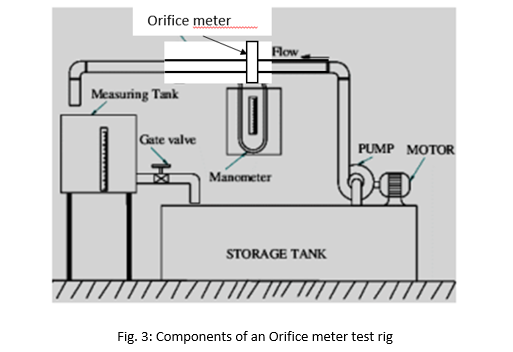 Orifice meter
Flow
Measuring Tank
Gate valve
Manometer
PUMP MOTOR
STORAGE TANK
Fig. 3: Components of an Orifice meter test rig